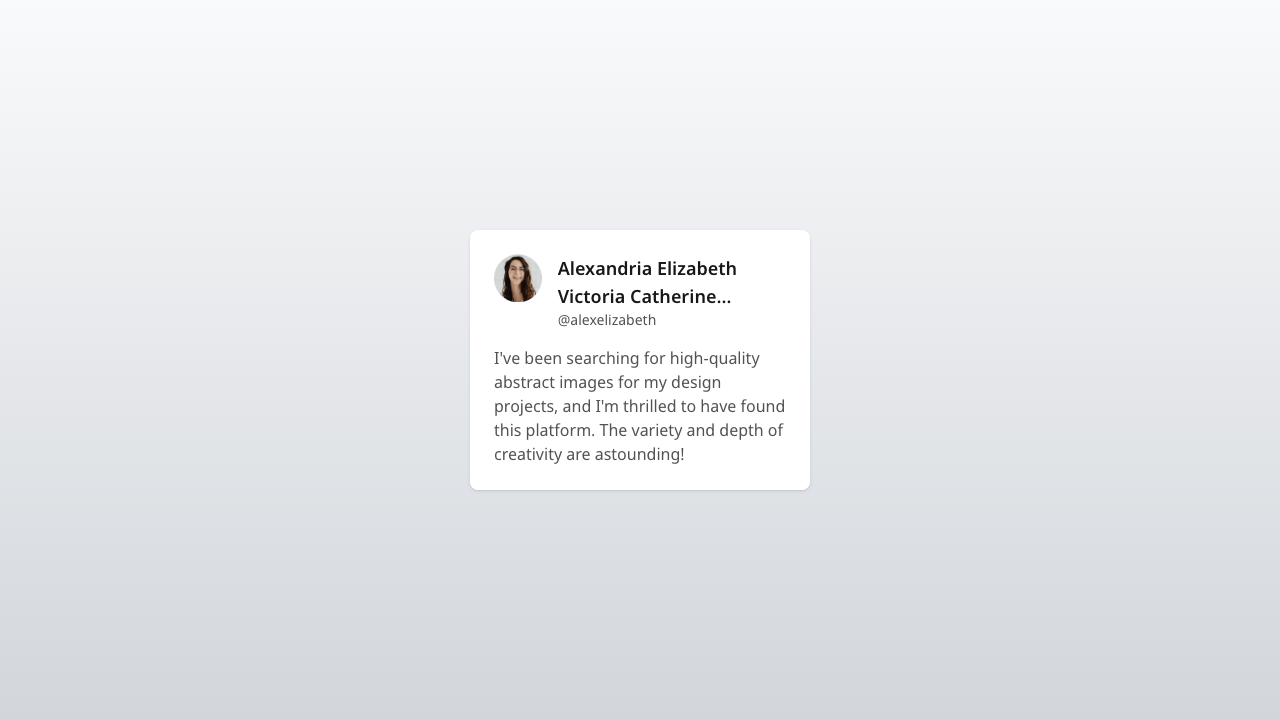 Alexandria Elizabeth
Victoria Catherine...
@alexelizabeth
I've been searching for high-quality
abstract images for my design
projects, and I'm thrilled to have found
this platform. The variety and depth of
creativity are astounding!